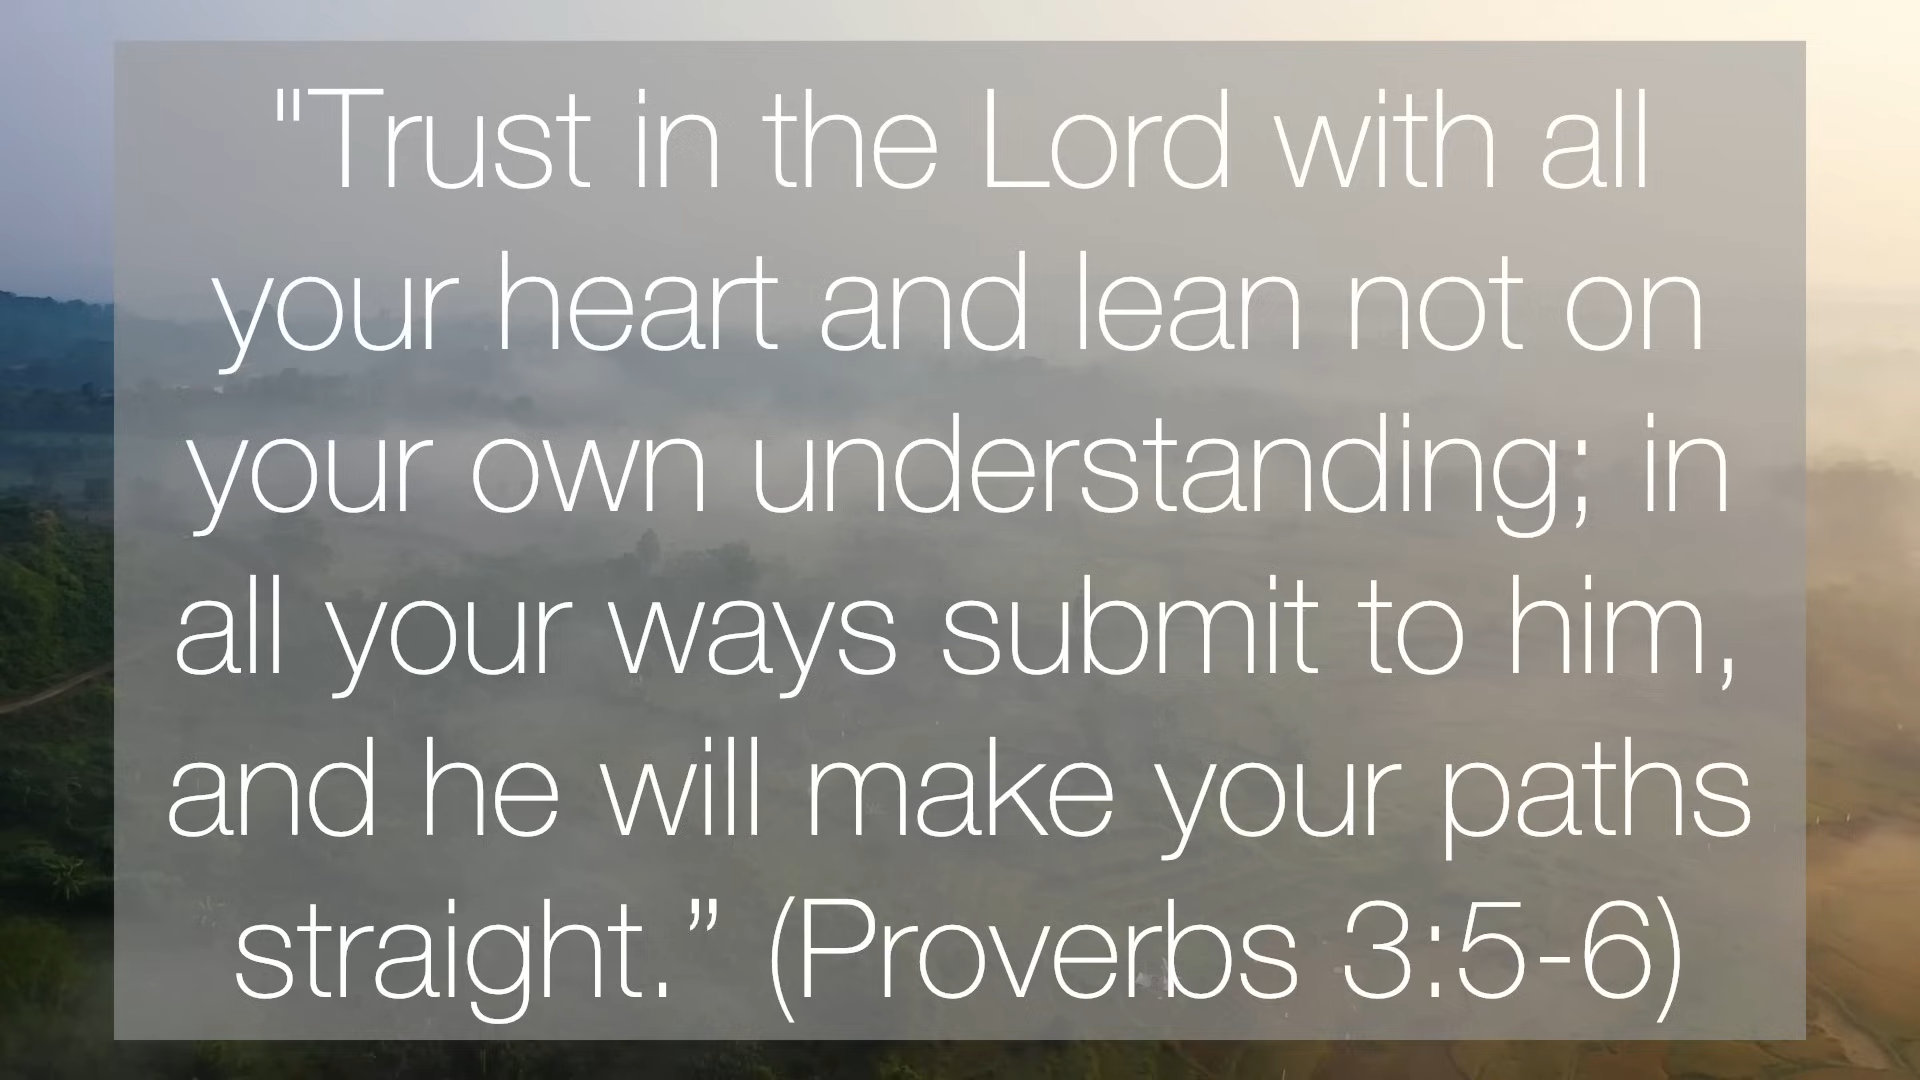 "Trust in the Lord with all
your heart and lean not on
your own understanding; in
all your ways submit to him,
and he will make your paths
straight.” (Proverbs 3:5-6)